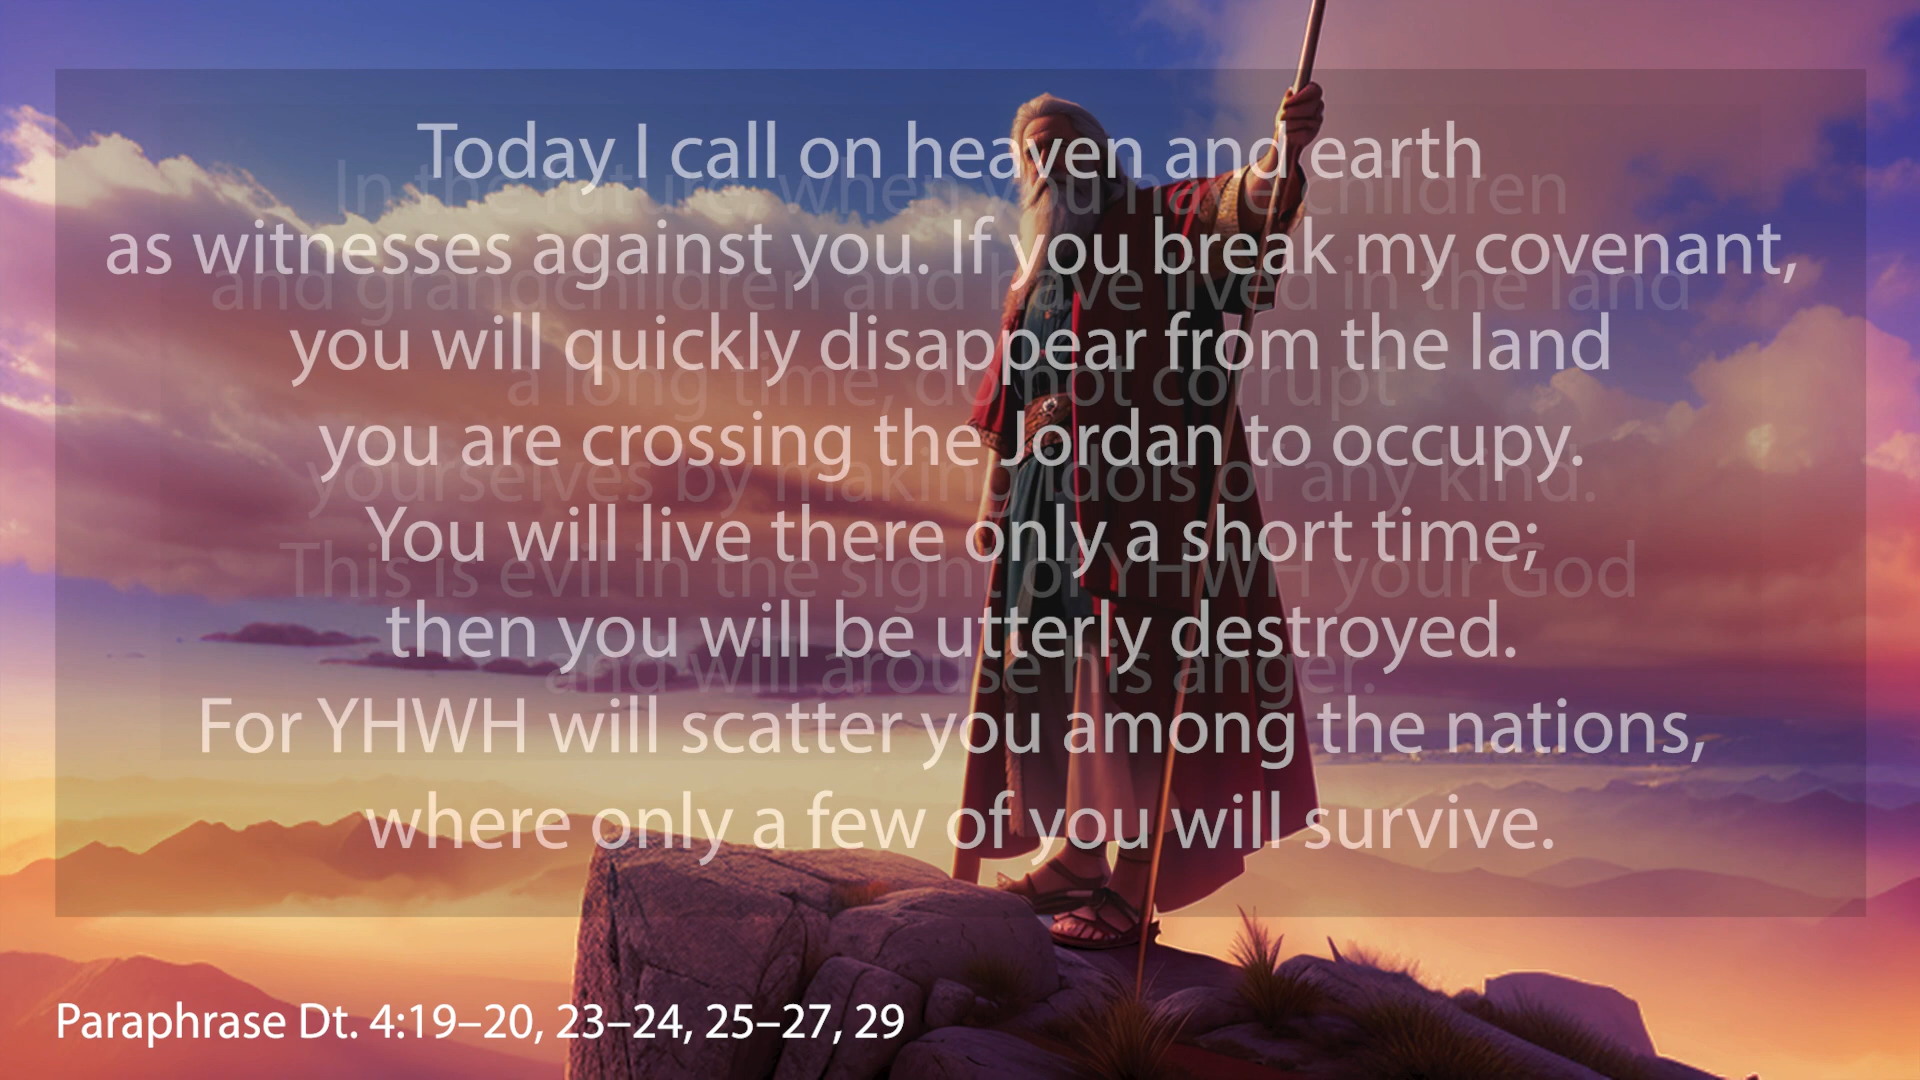 Today I call on heaven and earth
as witnesses against you. If you break my covenant,
you will quickly disappear from the land
you are crossing the Jordan to occupy.
You will live there only a short time;
then you will be utterly destroyed.
For YHWH will scatter you among the nations,
where only a few of you will survive.
In the future, when you have children
and grandchildren and have lived in the land
a long time, do not corrupt
yourselves by making idols of any kind.
This is evil in the sight of YHWH your God
and will arouse his anger.
Paraphrase Dt. 4:19–20, 23–24, 25–27, 29